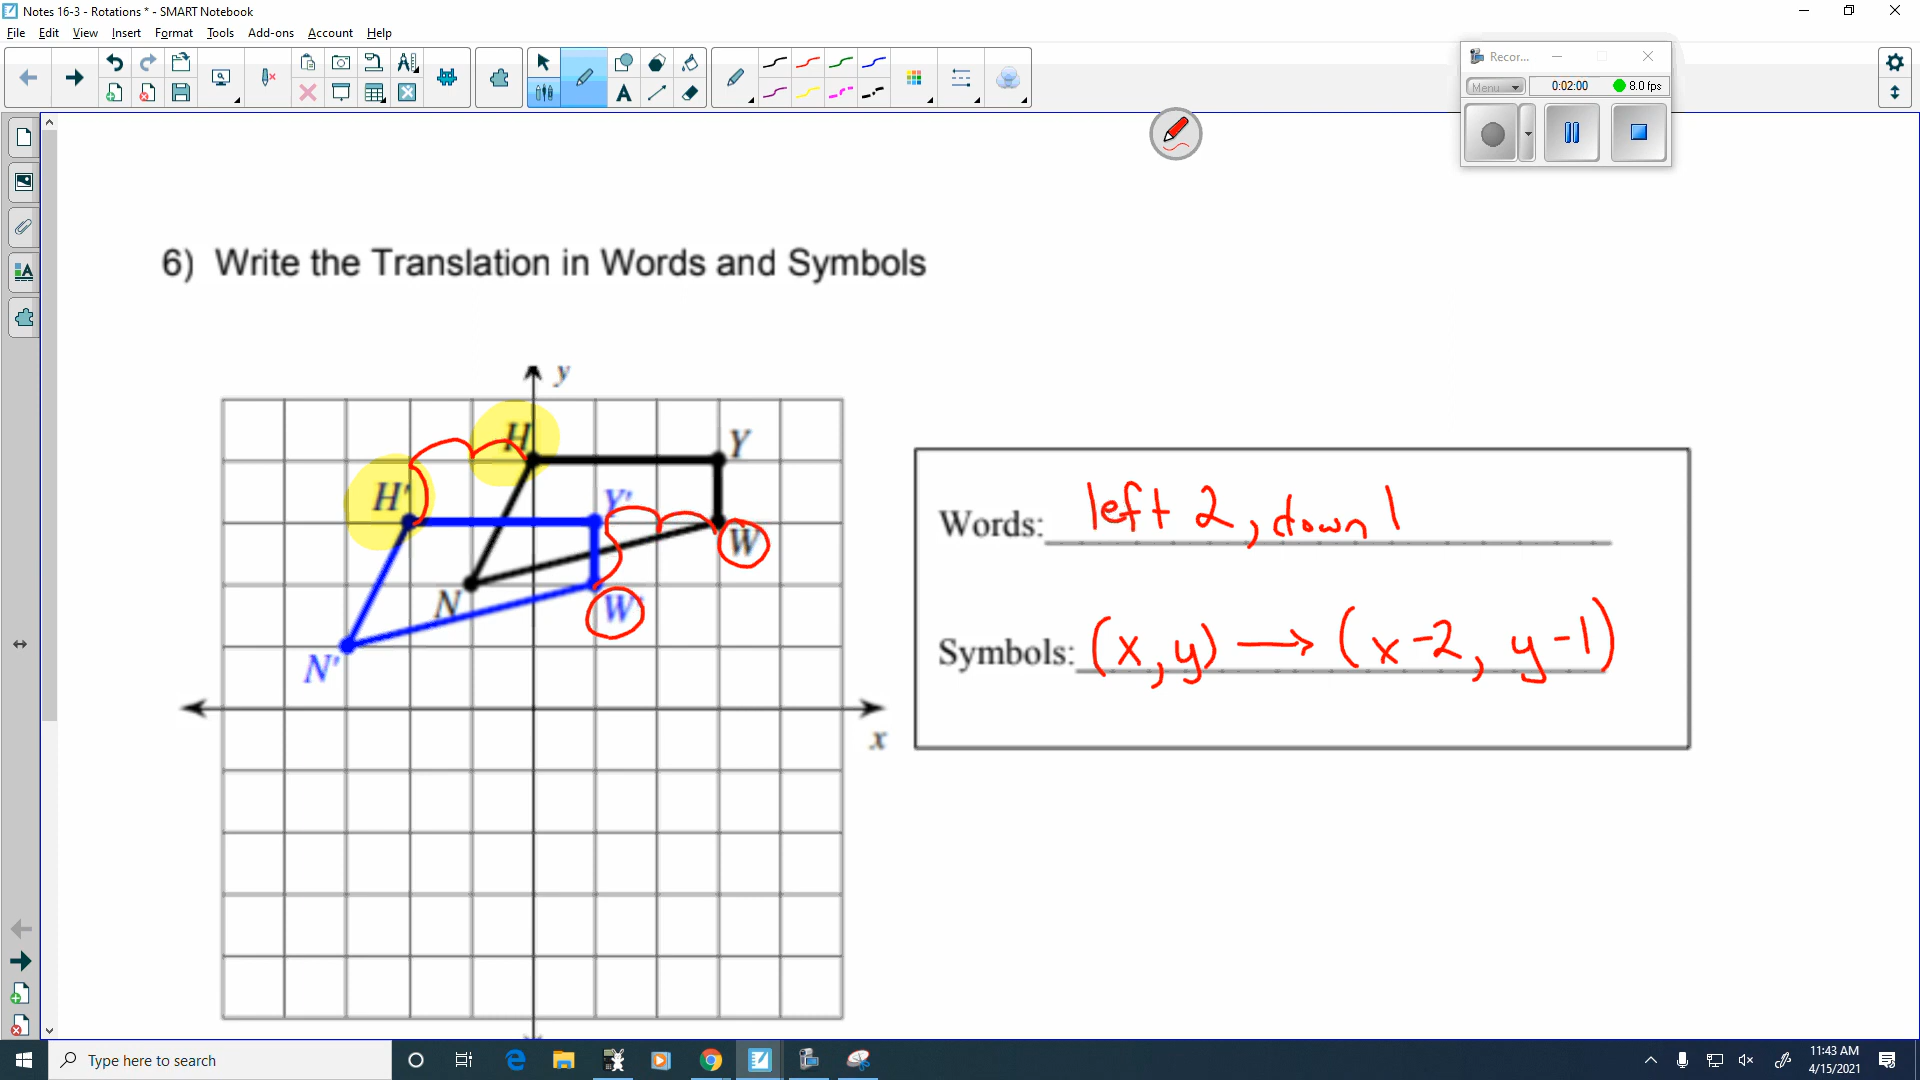 Notes 16-3 - Rotations * - SMART Notebook
File Edit View Insert Format Tools Add-ons Account Help
Recor...
Menu 0:02:00 8.0 fps
6) Write the Translation in Words and Symbols
y
H Y
H' Y'
W
N W'
N'
x
Words: left 2, down 1
Symbols: (x, y) → (x-2, y-1)
Type here to search
11:43 AM
4/15/2021